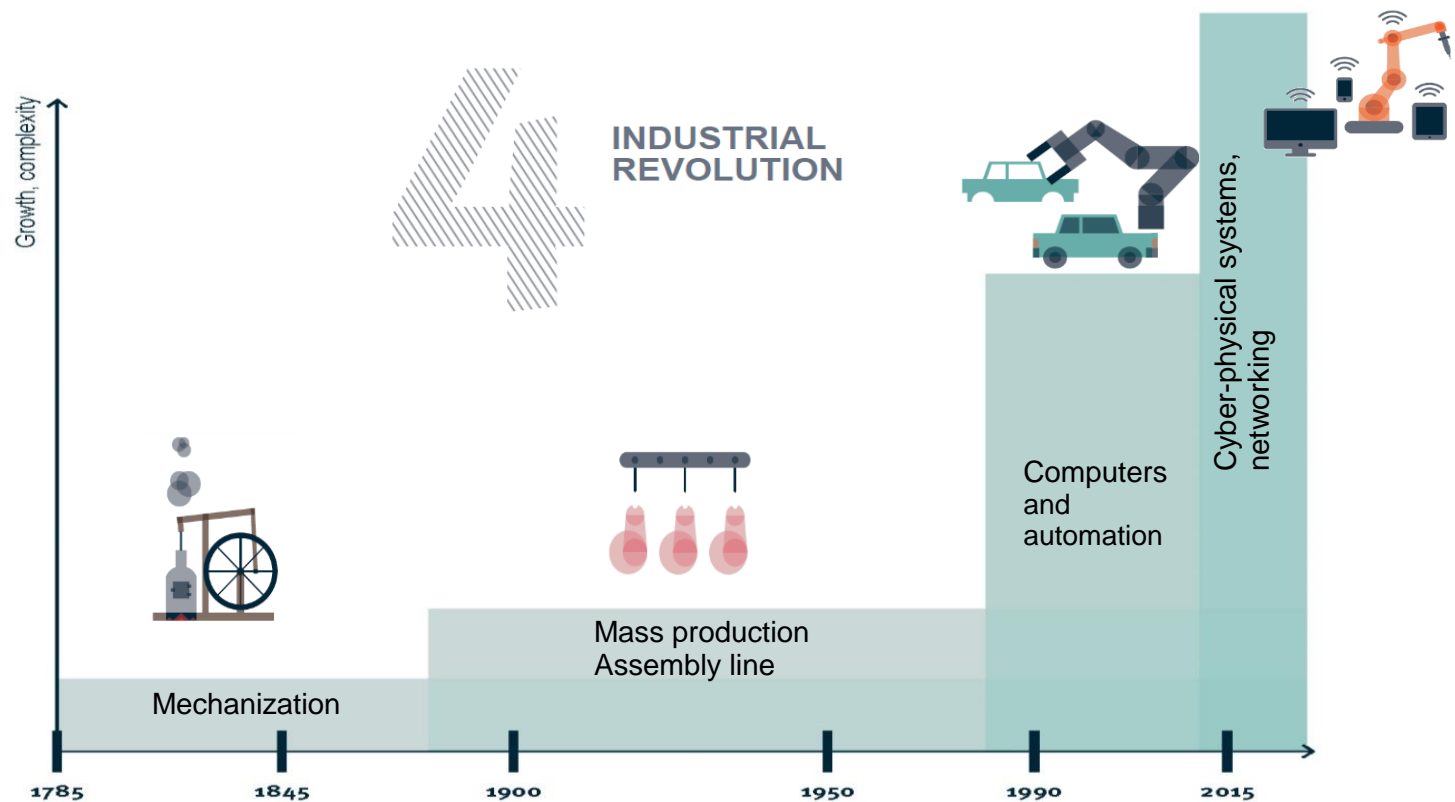 Growth, complexity
4
INDUSTRIAL
REVOLUTION
Cyber-physical systems,
networking
Computers
and
automation
Mass production
Assembly line
Mechanization
1785
1845
1900
1950
1990
2015